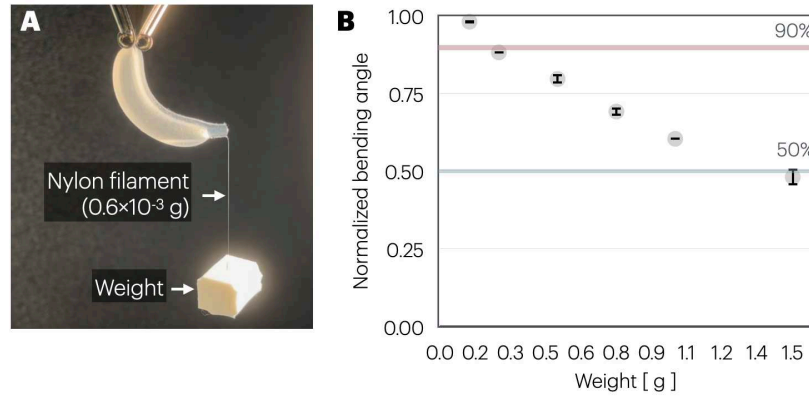 A
Nylon filament
(0.6×10⁻³ g)
Weight
B
Normalized bending angle
1.00
0.75
0.50
0.25
0.00
90%
50%
0.0 0.2 0.3 0.5 0.6 0.8 0.9 1.1 1.2 1.4 1.5
Weight [ g ]